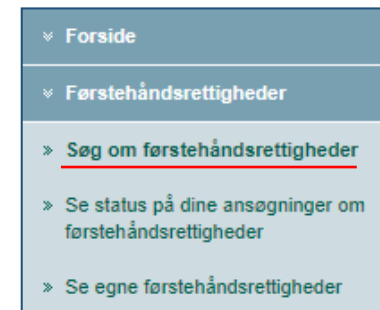 Forside
Førstehåndsrettigheder
Søg om førstehåndsrettigheder
Se status på dine ansøgninger om
førstehåndsrettigheder
Se egne førstehåndsrettigheder